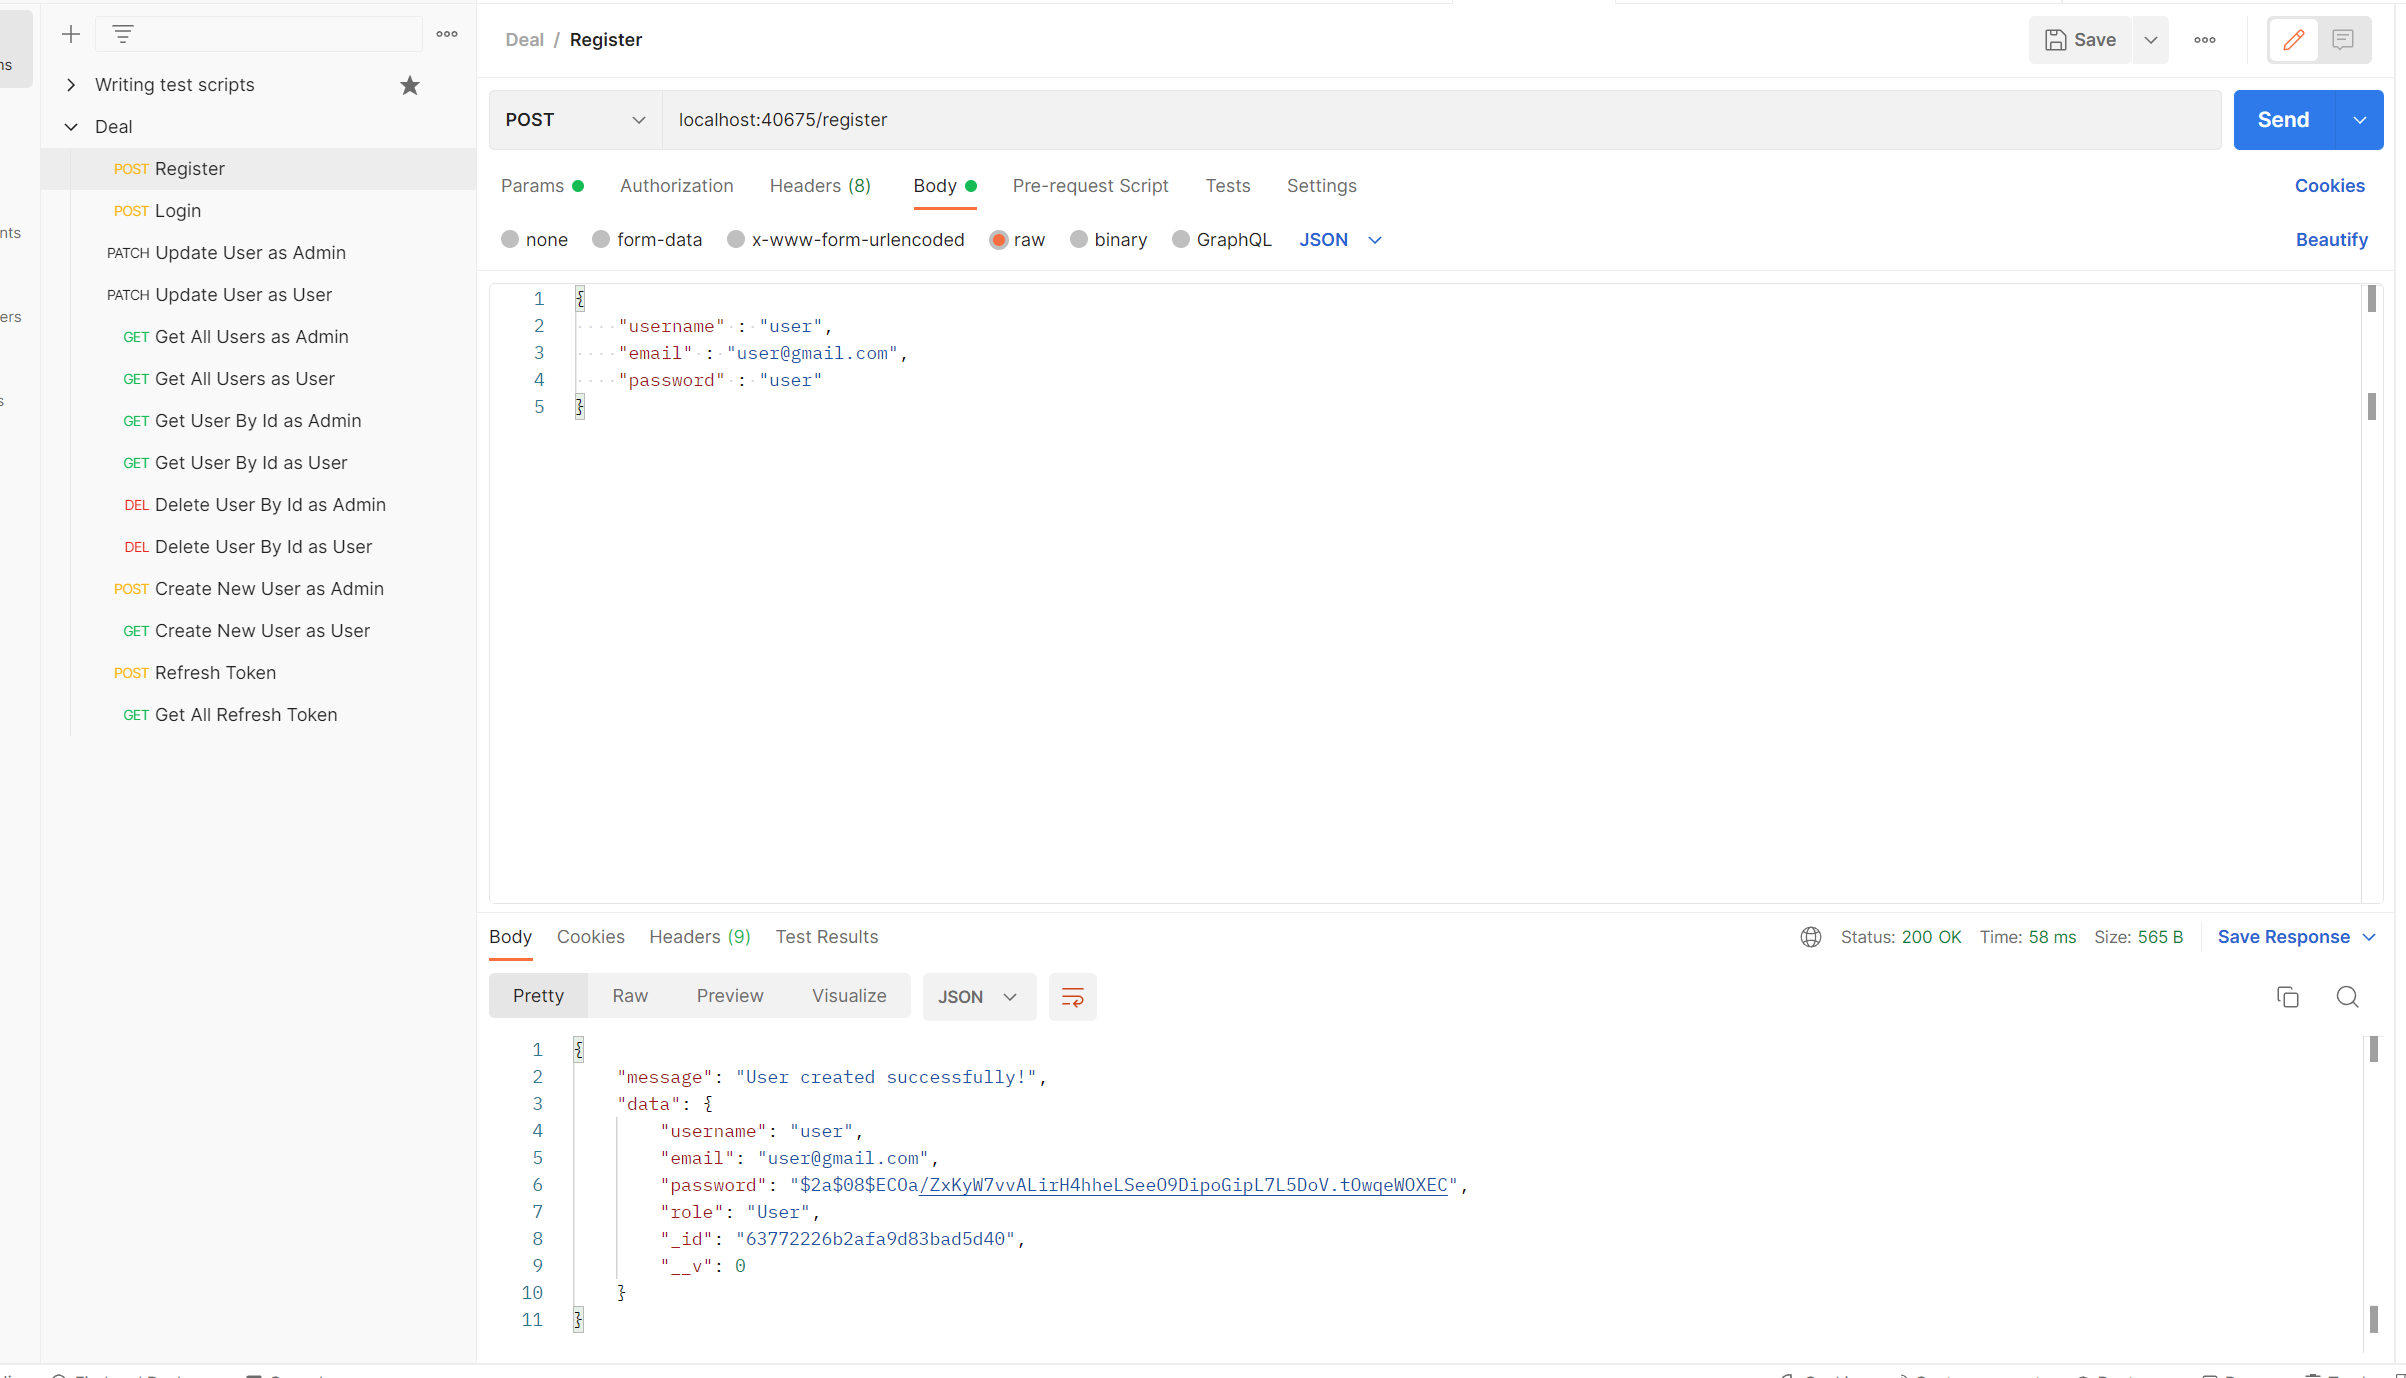 Deal / Register
Save
ns
Writing test scripts
Deal
POST Register
POST Login
PATCH Update User as Admin
PATCH Update User as User
GET Get All Users as Admin
GET Get All Users as User
GET Get User By Id as Admin
GET Get User By Id as User
DEL Delete User By Id as Admin
DEL Delete User By Id as User
POST Create New User as Admin
GET Create New User as User
POST Refresh Token
GET Get All Refresh Token
nts
ers
s
POST localhost:40675/register Send
Params Authorization Headers (8) Body Pre-request Script Tests Settings Cookies
none form-data x-www-form-urlencoded raw binary GraphQL JSON Beautify
1 {
2 "username" : "user",
3 "email" : "user@gmail.com",
4 "password" : "user"
5 }
Body Cookies Headers (9) Test Results Status: 200 OK Time: 58 ms Size: 565 B Save Response
Pretty Raw Preview Visualize JSON
1 {
2 "message": "User created successfully!",
3 "data": {
4 "username": "user",
5 "email": "user@gmail.com",
6 "password": "$2a$08$ECOa/ZxKyW7vvALirH4hheLSeeO9DipoGipL7L5DoV.tOwqeWOXEC",
7 "role": "User",
8 "_id": "63772226b2afa9d83bad5d40",
9 "__v": 0
10 }
11 }